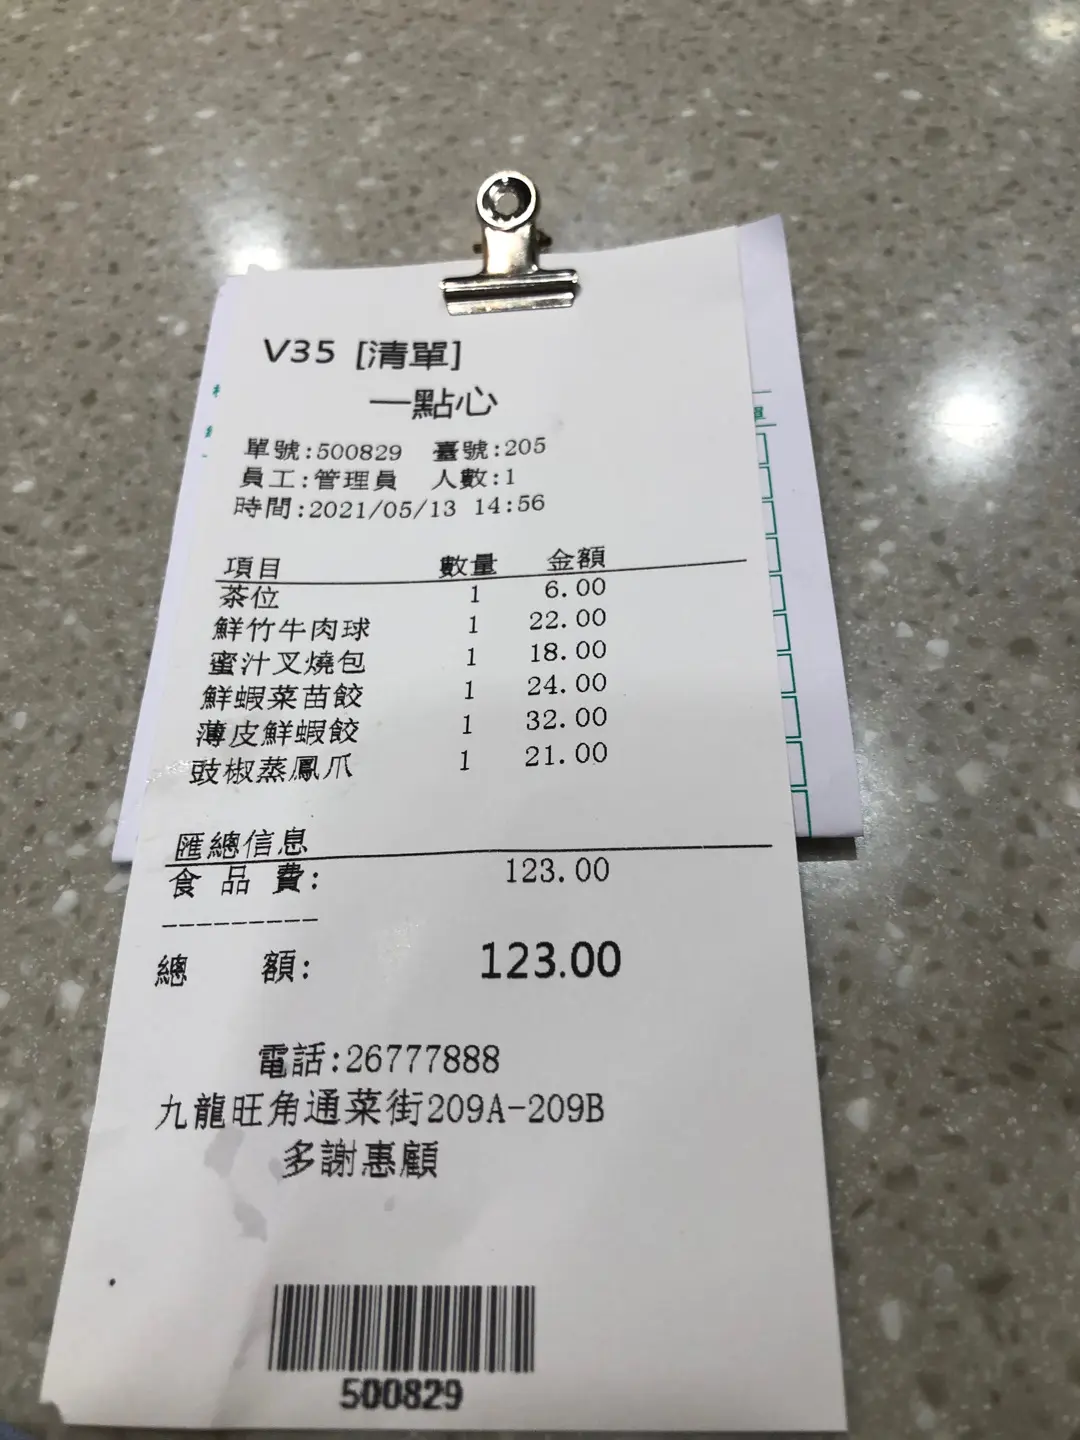 V35 [清單]
一點心
單號:500829 臺號:205
員工:管理員 人數:1
時間:2021/05/13 14:56
項目 數量 金額
茶位 1 6.00
鮮竹牛肉球 1 22.00
蜜汁叉燒包 1 18.00
鮮蝦菜苗餃 1 24.00
薄皮鮮蝦餃 1 32.00
豉椒蒸鳳爪 1 21.00
匯總信息
食品費: 123.00
----------
總額: 123.00
電話:26777888
九龍旺角通菜街209A-209B
多謝惠顧
500829
單